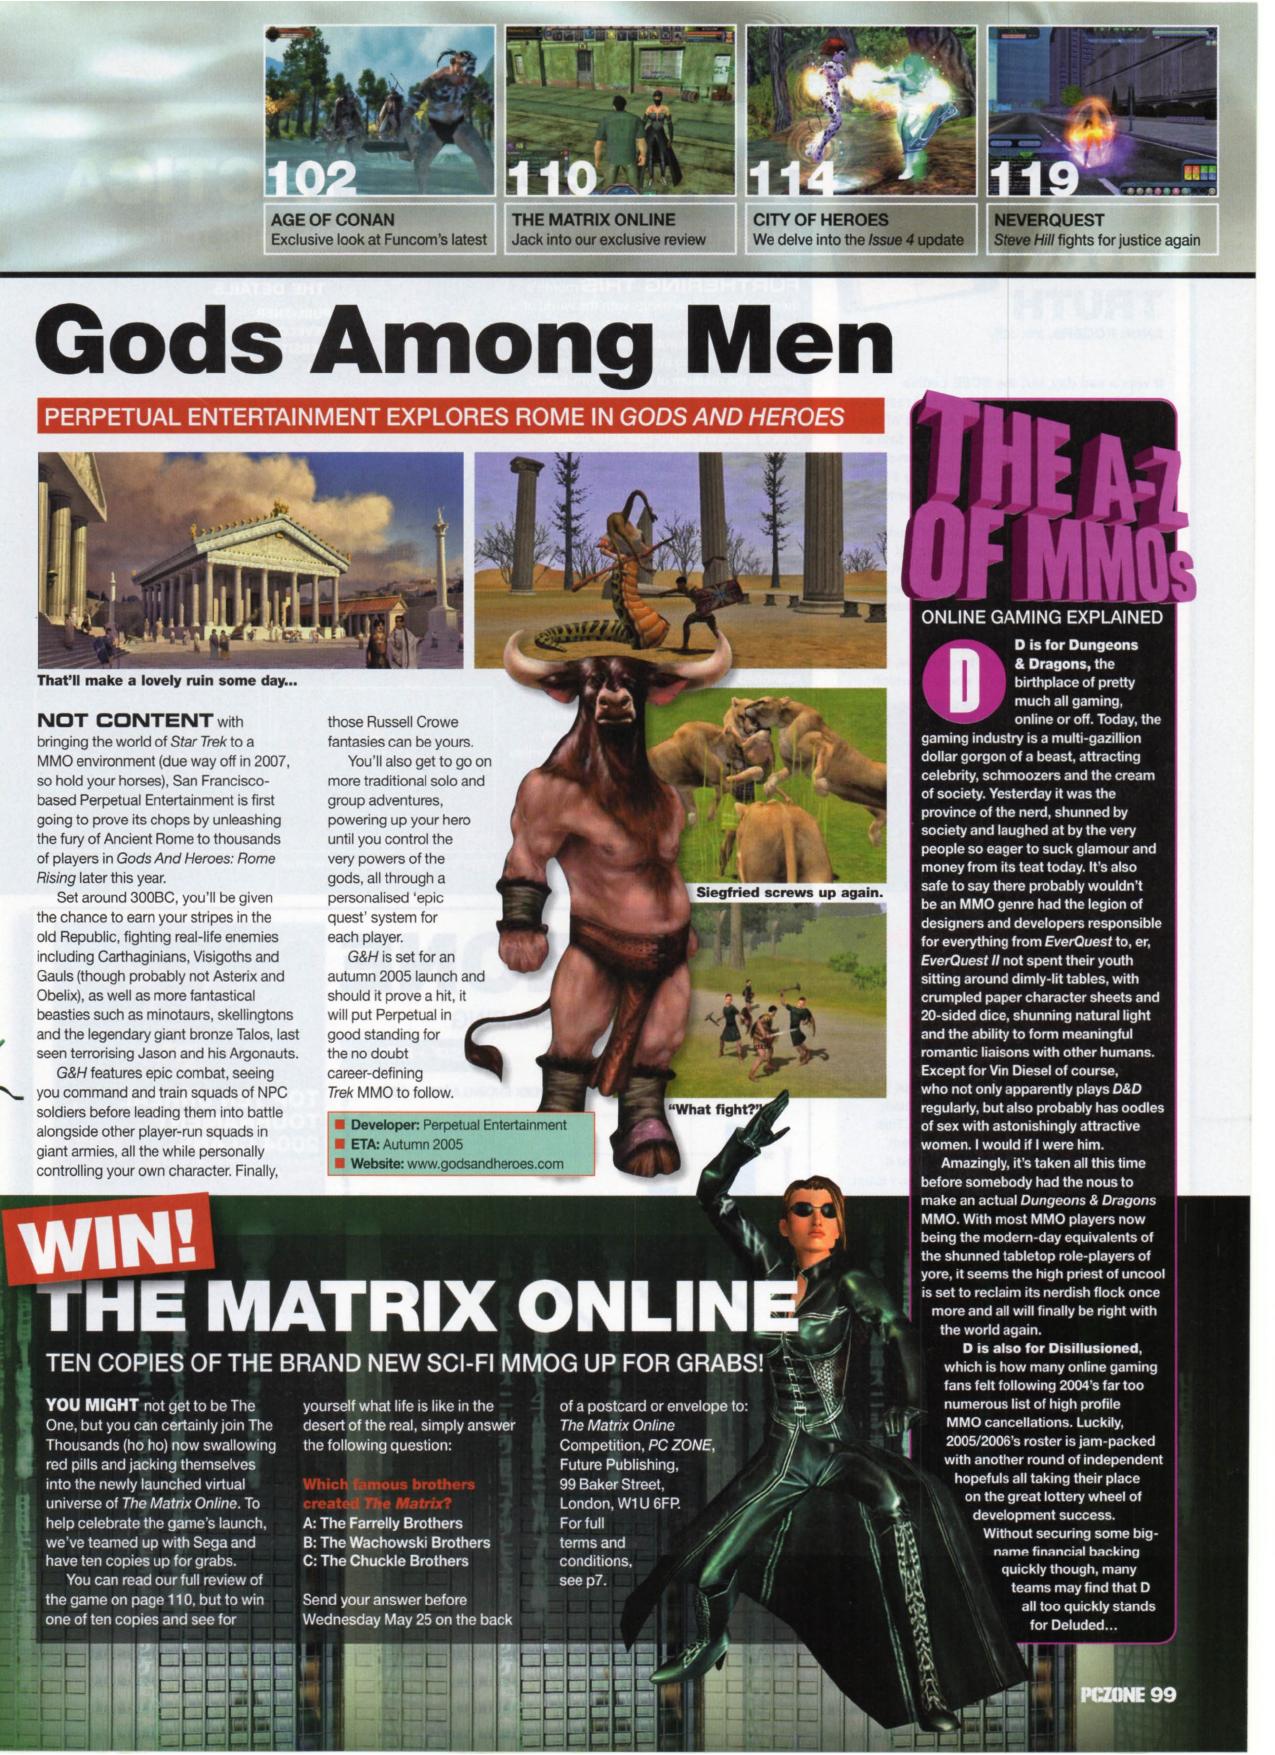 102
AGE OF CONAN
Exclusive look at Funcom's latest
110
THE MATRIX ONLINE
Jack into our exclusive review
114
CITY OF HEROES
We delve into the Issue 4 update
119
NEVERQUEST
Steve Hill fights for justice again
Gods Among Men
PERPETUAL ENTERTAINMENT EXPLORES ROME IN GODS AND HEROES
That'll make a lovely ruin some day...
NOT CONTENT with
bringing the world of Star Trek to a
MMO environment (due way off in 2007,
so hold your horses), San Francisco-
based Perpetual Entertainment is first
going to prove its chops by unleashing
the fury of Ancient Rome to thousands
of players in Gods And Heroes: Rome
Rising later this year.
Set around 300BC, you'll be given
the chance to earn your stripes in the
old Republic, fighting real-life enemies
including Carthaginians, Visigoths and
Gauls (though probably not Asterix and
Obelix), as well as more fantastical
beasties such as minotaurs, skellingtons
and the legendary giant bronze Talos, last
seen terrorising Jason and his Argonauts.
G&H features epic combat, seeing
you command and train squads of NPC
soldiers before leading them into battle
alongside other player-run squads in
giant armies, all the while personally
controlling your own character. Finally,
those Russell Crowe
fantasies can be yours.
You'll also get to go on
more traditional solo and
group adventures,
powering up your hero
until you control the
very powers of the
gods, all through a
personalised 'epic
quest' system for
each player.
G&H is set for an
autumn 2005 launch and
should it prove a hit, it
will put Perpetual in
good standing for
the no doubt
career-defining
Trek MMO to follow.
Siegfried screws up again.
"What fight?"
Developer: Perpetual Entertainment
ETA: Autumn 2005
Website: www.godsandheroes.com
THE A-Z
OF MMOs
ONLINE GAMING EXPLAINED
D
D is for Dungeons
& Dragons, the
birthplace of pretty
much all gaming,
online or off. Today, the
gaming industry is a multi-gazillion
dollar gorgon of a beast, attracting
celebrity, schmoozers and the cream
of society. Yesterday it was the
province of the nerd, shunned by
society and laughed at by the very
people so eager to suck glamour and
money from its teat today. It's also
safe to say there probably wouldn't
be an MMO genre had the legion of
designers and developers responsible
for everything from EverQuest to, er,
EverQuest II not spent their youth
sitting around dimly-lit tables, with
crumpled paper character sheets and
20-sided dice, shunning natural light
and the ability to form meaningful
romantic liaisons with other humans.
Except for Vin Diesel of course,
who not only apparently plays D&D
regularly, but also probably has oodles
of sex with astonishingly attractive
women. I would if I were him.
Amazingly, it's taken all this time
before somebody had the nous to
make an actual Dungeons & Dragons
MMO. With most MMO players now
being the modern-day equivalents of
the shunned tabletop role-players of
yore, it seems the high priest of uncool
is set to reclaim its nerdish flock once
more and all will finally be right with
the world again.
D is also for Disillusioned,
which is how many online gaming
fans felt following 2004's far too
numerous list of high profile
MMO cancellations. Luckily,
2005/2006's roster is jam-packed
with another round of independent
hopefuls all taking their place
on the great lottery wheel of
development success.
Without securing some big-
name financial backing
quickly though, many
teams may find that D
all too quickly stands
for Deluded...
WIN!
THE MATRIX ONLINE
TEN COPIES OF THE BRAND NEW SCI-FI MMOG UP FOR GRABS!
YOU MIGHT not get to be The
One, but you can certainly join The
Thousands (ho ho) now swallowing
red pills and jacking themselves
into the newly launched virtual
universe of The Matrix Online. To
help celebrate the game's launch,
we've teamed up with Sega and
have ten copies up for grabs.
You can read our full review of
the game on page 110, but to win
one of ten copies and see for
yourself what life is like in the
desert of the real, simply answer
the following question:
Which famous brothers
created The Matrix?
A: The Farrelly Brothers
B: The Wachowski Brothers
C: The Chuckle Brothers
Send your answer before
Wednesday May 25 on the back
of a postcard or envelope to:
The Matrix Online
Competition, PC ZONE,
Future Publishing,
99 Baker Street,
London, W1U 6FP.
For full
terms and
conditions,
see p7.
PCZONE 99